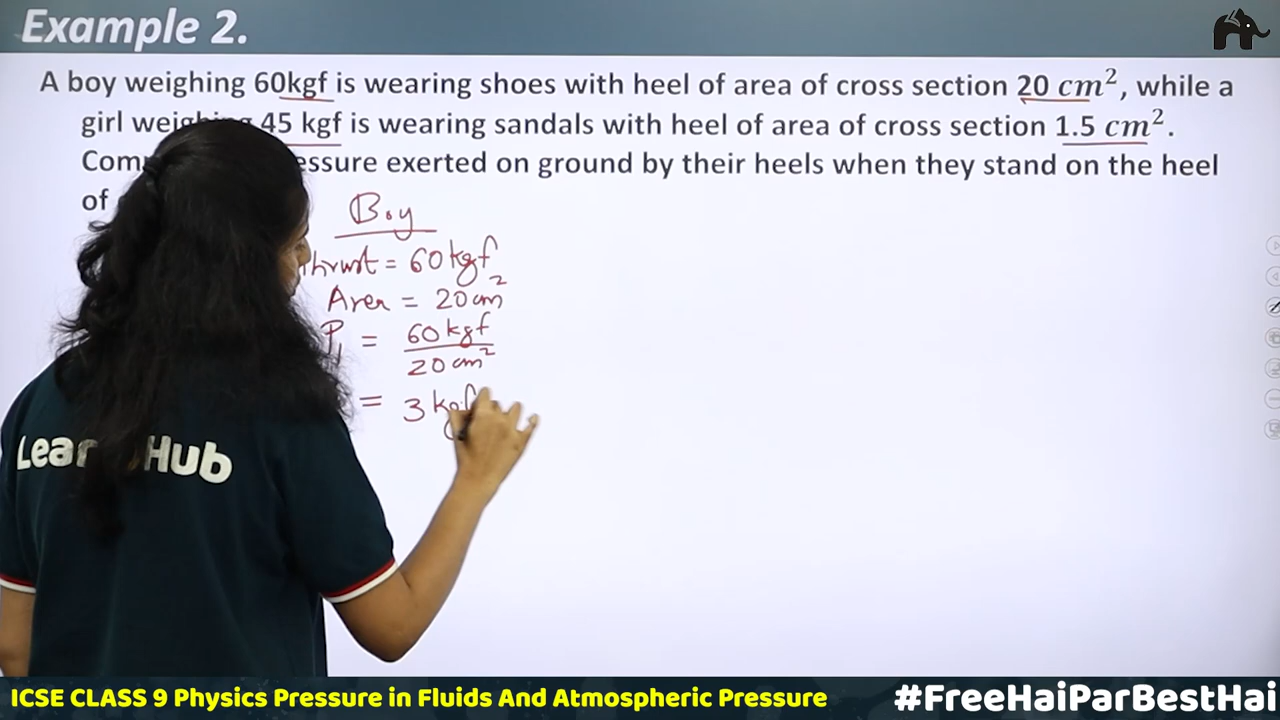 Example 2.
A boy weighing 60kgf is wearing shoes with heel of area of cross section 20 cm², while a
girl 45 kgf is wearing sandals with heel of area of cross section 1.5 cm².
exerted on ground by their heels when they stand on the heel
of
Boy
Thrust = 60 kgf
Area = 20 cm²
P₁ = 60 kgf / 20 cm²
= 3 kgf
Hub
ICSE CLASS 9 Physics Pressure in Fluids And Atmospheric Pressure
#FreeHaiParBestHai